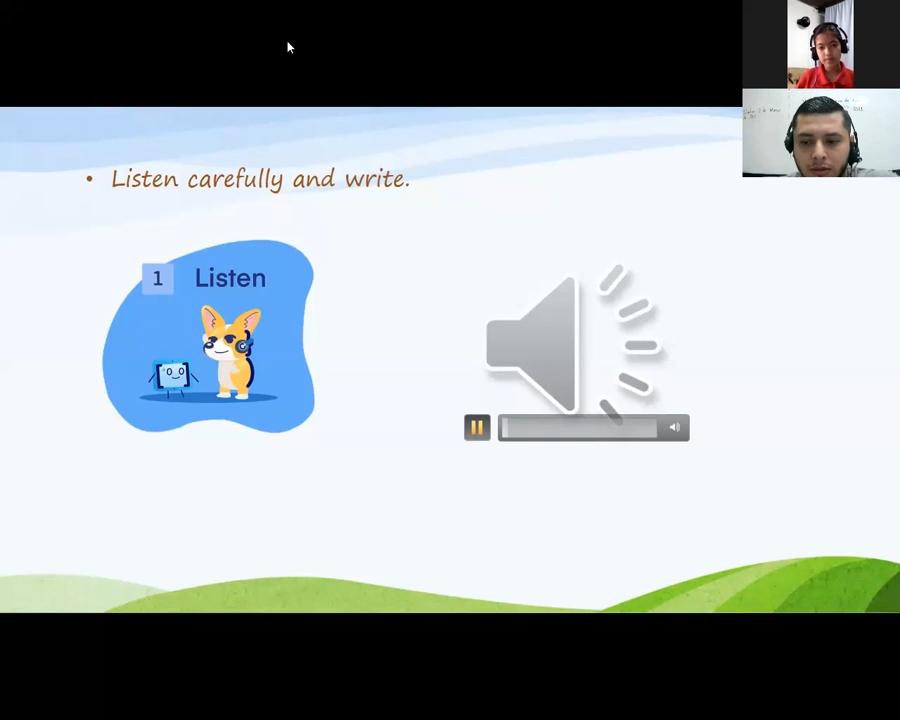 • Listen carefully and write.
1 Listen